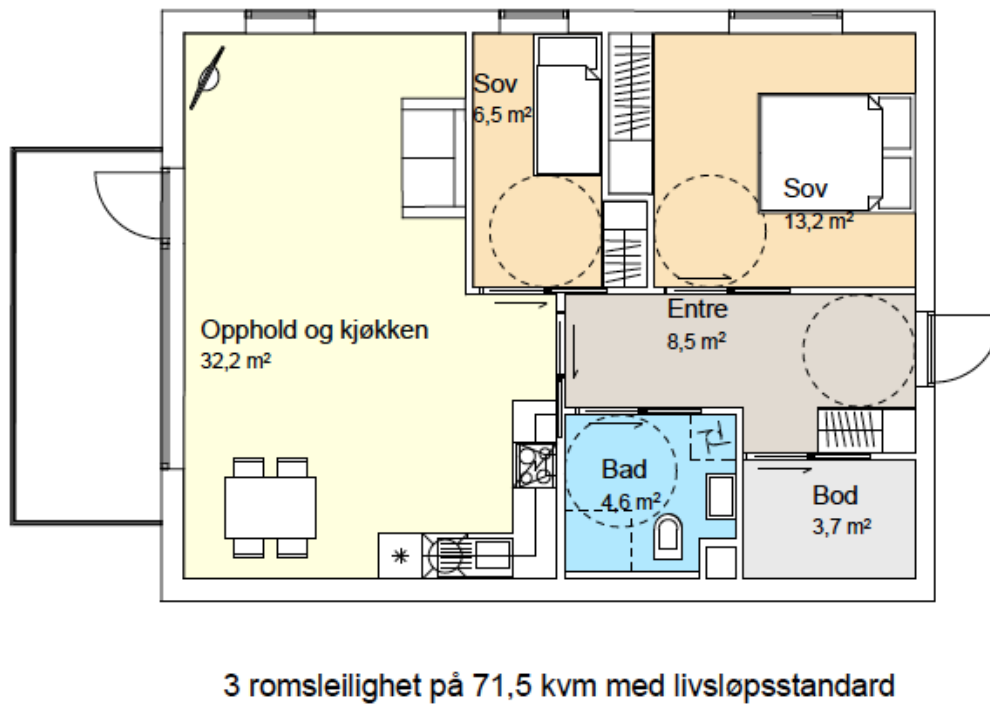 Sov
6,5 m²
Sov
13,2 m²
Opphold og kjøkken
32,2 m²
Entre
8,5 m²
Bad
4,6 m²
Bod
3,7 m²
3 romsleilighet på 71,5 kvm med livsløpsstandard